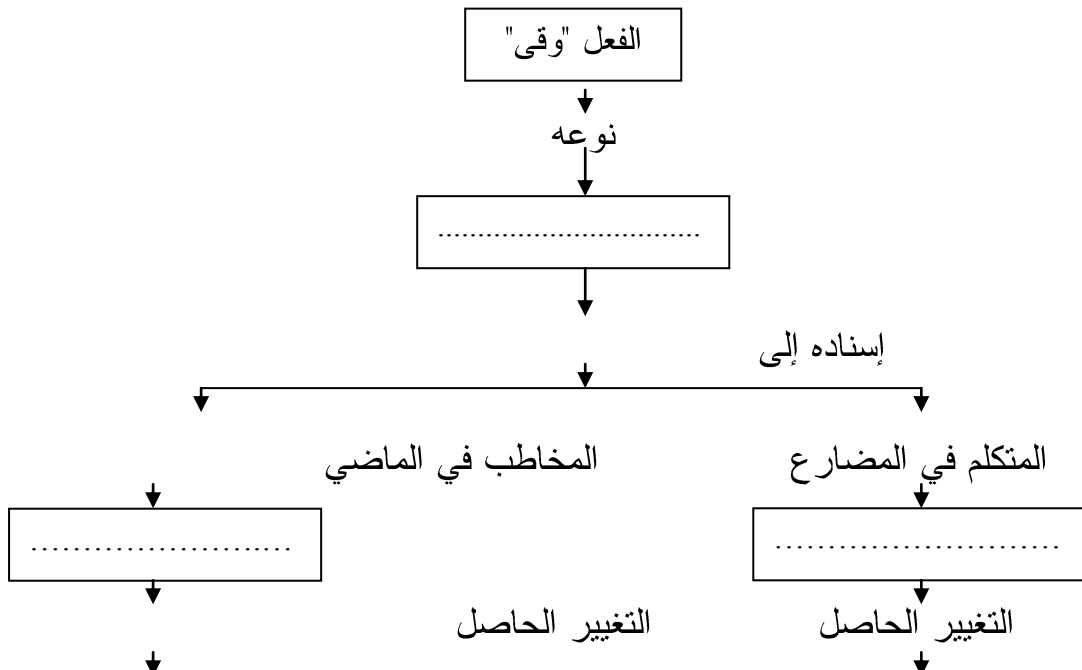 الفعل "وقى"
نوعه
................................
إسناده إلى
المتكلم في المضارع
المخاطب في الماضي
............................
..........................
التغيير الحاصل
التغيير الحاصل